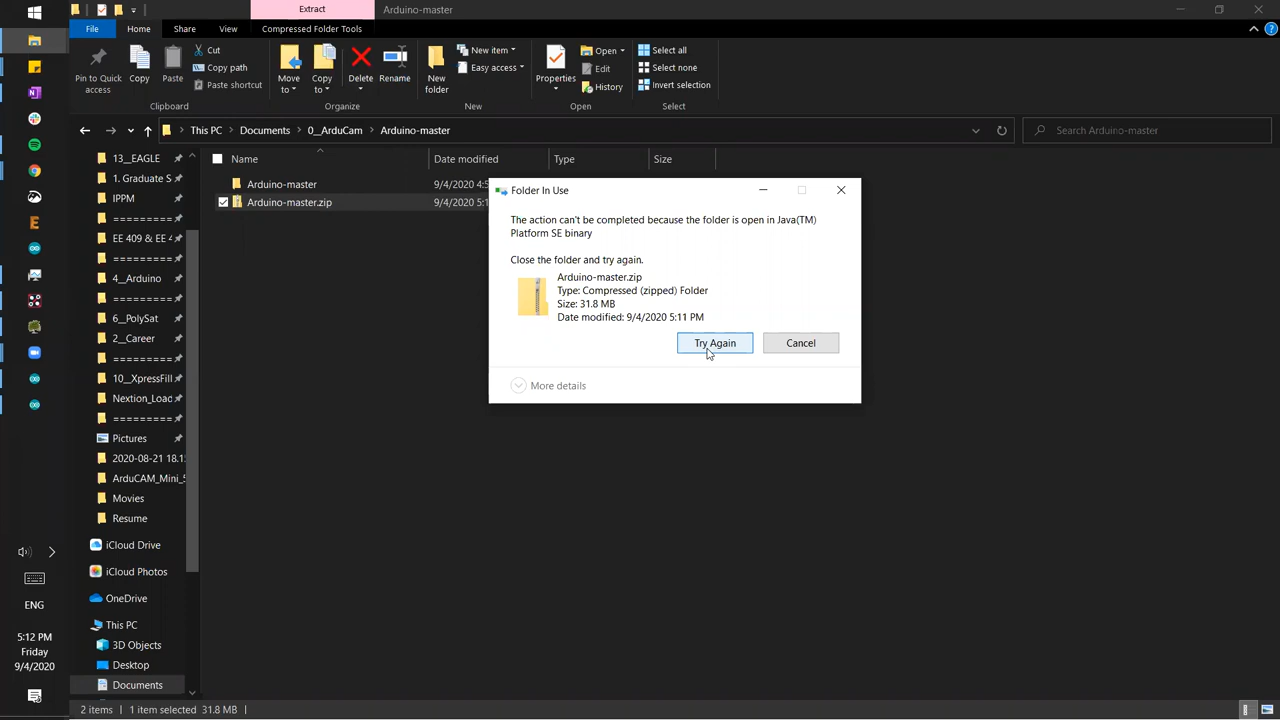 Extract
Arduino-master
File
Home
Share
View
Compressed Folder Tools
Pin to Quick access
Copy
Paste
Cut
Copy path
Paste shortcut
Clipboard
Move to
Copy to
Delete
Rename
Organize
New folder
New item
Easy access
New
Properties
Open
Edit
History
Open
Select all
Select none
Invert selection
Select
This PC
Documents
0__ArduCam
Arduino-master
Search Arduino-master
Name
Date modified
Type
Size
13__EAGLE
1. Graduate S
IPPM
==========
EE 409 & EE 4
==========
4__Arduino
==========
6__PolySat
2__Career
==========
10__XpressFill
Nextion_Load
==========
Pictures
2020-08-21 18.1
ArduCAM_Mini_5
Movies
Resume
iCloud Drive
iCloud Photos
OneDrive
This PC
3D Objects
Desktop
Documents
Arduino-master
9/4/2020 4:5
Arduino-master.zip
9/4/2020 5:1
Folder In Use
The action can't be completed because the folder is open in Java(TM)
Platform SE binary
Close the folder and try again.
Arduino-master.zip
Type: Compressed (zipped) Folder
Size: 31.8 MB
Date modified: 9/4/2020 5:11 PM
Try Again
Cancel
More details
ENG
5:12 PM
Friday
9/4/2020
2 items
1 item selected 31.8 MB